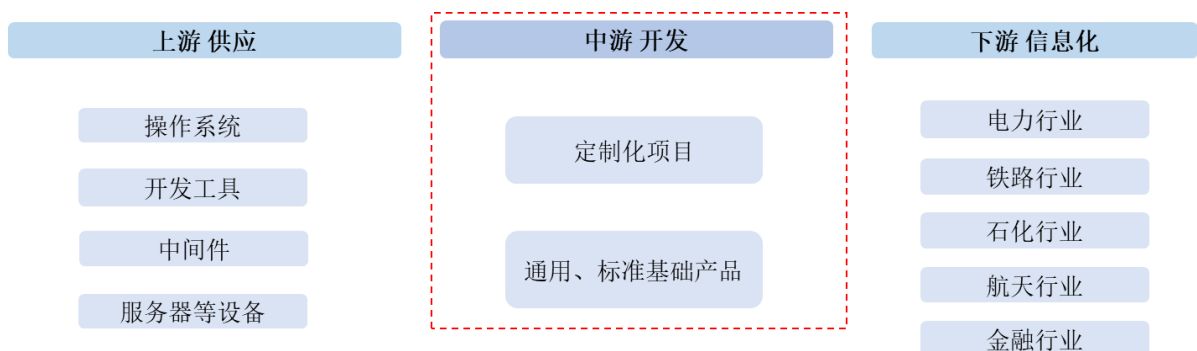 上游 供应
操作系统
开发工具
中间件
服务器等设备
中游 开发
定制化项目
通用、标准基础产品
下游 信息化
电力行业
铁路行业
石化行业
航天行业
金融行业